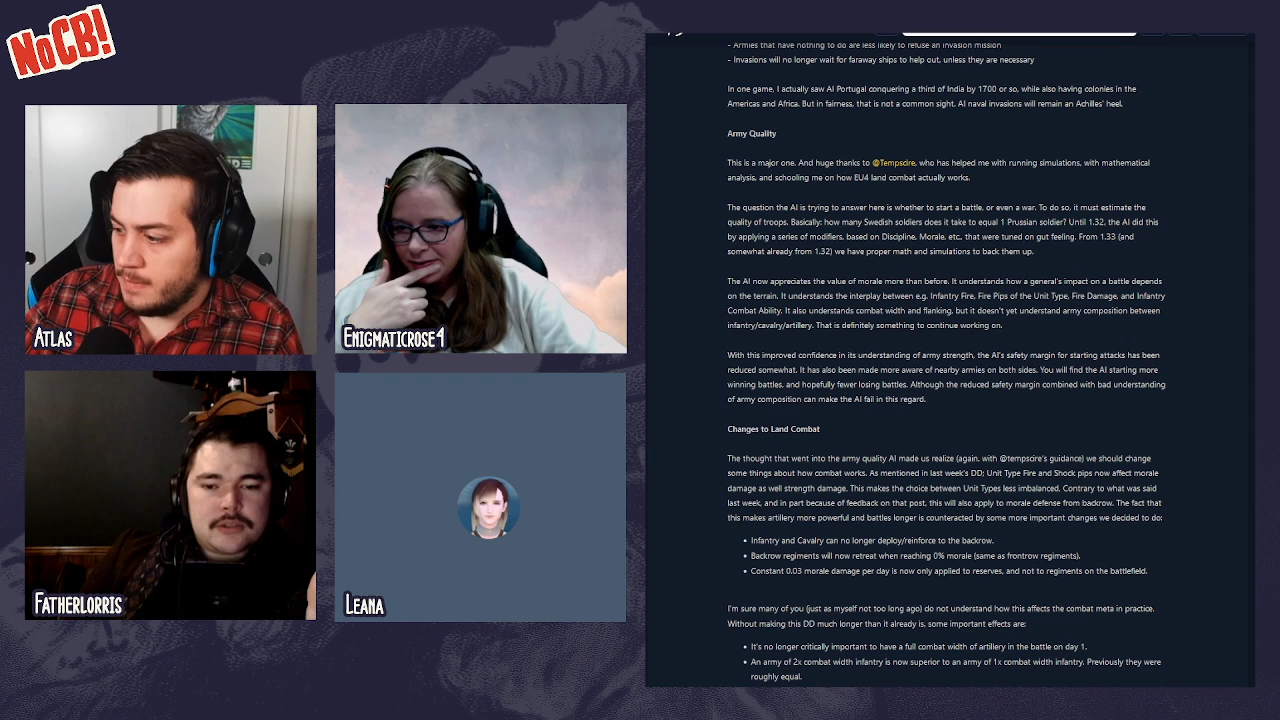 NoCB!
Atlas
Enigmaticrose4
Fatherlorris
Leana
- Armies that have nothing to do are less likely to refuse an invasion mission
- Invasions will no longer wait for faraway ships to help out, unless they are necessary
In one game, I actually saw AI Portugal conquering a third of India by 1700 or so, while also having colonies in the
Americas and Africa. But in fairness, that is not a common sight. AI naval invasions will remain an Achilles' heel.
Army Quality
This is a major one. And huge thanks to @Tempscire, who has helped me with running simulations, with mathematical
analysis, and schooling me on how EU4 land combat actually works.
The question the AI is trying to answer here is whether to start a battle, or even a war. To do so, it must estimate the
quality of troops. Basically: how many Swedish soldiers does it take to equal 1 Prussian soldier? Until 1.32, the AI did this
by applying a series of modifiers, based on Discipline, Morale, etc.. that were tuned on gut feeling. From 1.33 (and
somewhat already from 1.32) we have proper math and simulations to back them up.
The AI now appreciates the value of morale more than before. It understands how a general's impact on a battle depends
on the terrain. It understands the interplay between e.g. Infantry Fire, Fire Pips of the Unit Type, Fire Damage, and Infantry
Combat Ability. It also understands combat width and flanking, but it doesn't yet understand army composition between
infantry/cavalry/artillery. That is definitely something to continue working on.
With this improved confidence in its understanding of army strength, the AI's safety margin for starting attacks has been
reduced somewhat. It has also been made more aware of nearby armies on both sides. You will find the AI starting more
winning battles, and hopefully fewer losing battles. Although the reduced safety margin combined with bad understanding
of army composition can make the AI fail in this regard.
Changes to Land Combat
The thought that went into the army quality AI made us realize (again, with @tempscire's guidance) we should change
some things about how combat works. As mentioned in last week's DD; Unit Type Fire and Shock pips now affect morale
damage as well strength damage. This makes the choice between Unit Types less imbalanced. Contrary to what was said
last week, and in part because of feedback on that post, this will also apply to morale defense from backrow. The fact that
this makes artillery more powerful and battles longer is counteracted by some more important changes we decided to do:
• Infantry and Cavalry can no longer deploy/reinforce to the backrow.
• Backrow regiments will now retreat when reaching 0% morale (same as frontrow regiments).
• Constant 0.03 morale damage per day is now only applied to reserves, and not to regiments on the battlefield.
I'm sure many of you (just as myself not too long ago) do not understand how this affects the combat meta in practice.
Without making this DD much longer than it already is, some important effects are:
• It's no longer critically important to have a full combat width of artillery in the battle on day 1.
• An army of 2x combat width infantry is now superior to an army of 1x combat width infantry. Previously they were
roughly equal.